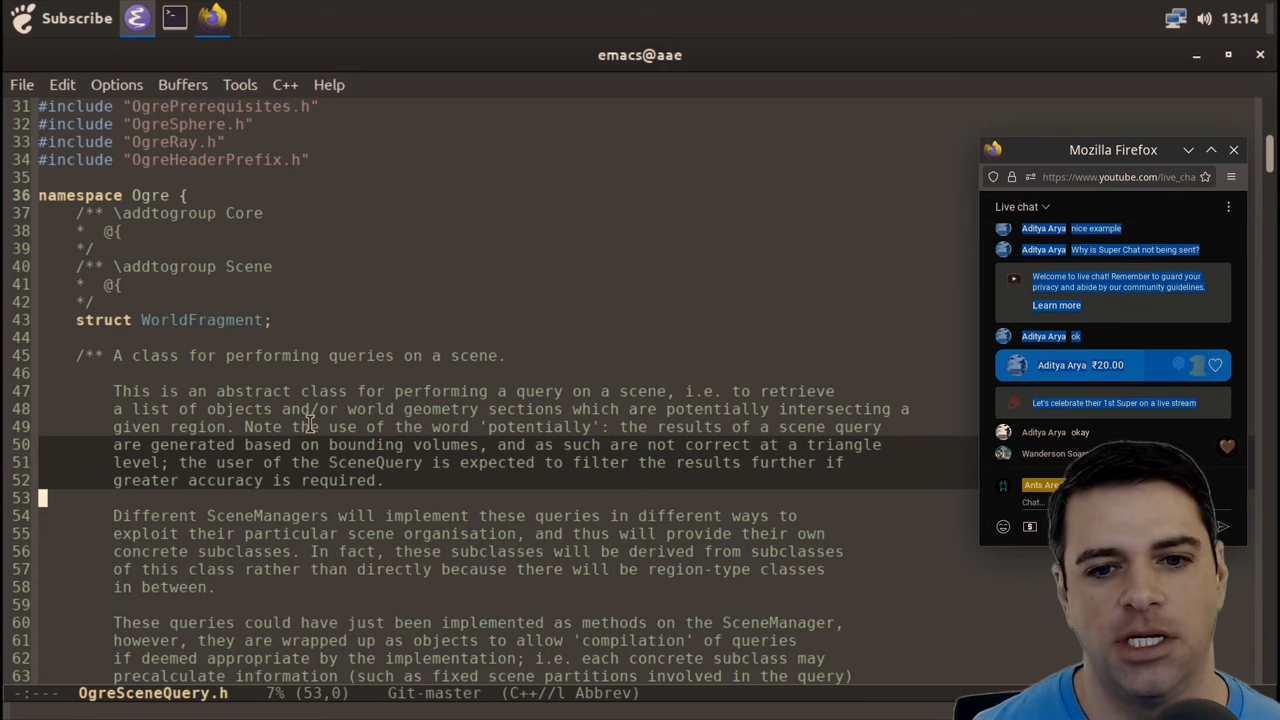 Subscribe
13:14
emacs@aae
File Edit Options Buffers Tools C++ Help
31 #include "OgrePrerequisites.h"
32 #include "OgreSphere.h"
33 #include "OgreRay.h"
34 #include "OgreHeaderPrefix.h"
35
36 namespace Ogre {
37 /** \addtogroup Core
38 * @{
39 */
40 /** \addtogroup Scene
41 * @{
42 */
43 struct WorldFragment;
44
45 /** A class for performing queries on a scene.
46
47 This is an abstract class for performing a query on a scene, i.e. to retrieve
48 a list of objects and/or world geometry sections which are potentially intersecting a
49 given region. Note the use of the word 'potentially': the results of a scene query
50 are generated based on bounding volumes, and as such are not correct at a triangle
51 level; the user of the SceneQuery is expected to filter the results further if
52 greater accuracy is required.
53
54 Different SceneManagers will implement these queries in different ways to
55 exploit their particular scene organisation, and thus will provide their own
56 concrete subclasses. In fact, these subclasses will be derived from subclasses
57 of this class rather than directly because there will be region-type classes
58 in between.
59
60 These queries could have just been implemented as methods on the SceneManager,
61 however, they are wrapped up as objects to allow 'compilation' of queries
62 if deemed appropriate by the implementation; i.e. each concrete subclass may
63 precalculate information (such as fixed scene partitions involved in the query)
-:--- OgreSceneQuery.h 7% (53,0) Git-master (C++//l Abbrev)
Mozilla Firefox
https://www.youtube.com/live_cha
Live chat
Aditya Arya nice example
Aditya Arya Why is Super Chat not being sent?
Welcome to live chat! Remember to guard your
privacy and abide by our community guidelines.
Learn more
Aditya Arya ok
Aditya Arya ₹20.00
1
Let's celebrate their 1st Super on a live stream
Aditya Arya okay
Wanderson Soar
Ants Are
Chat...